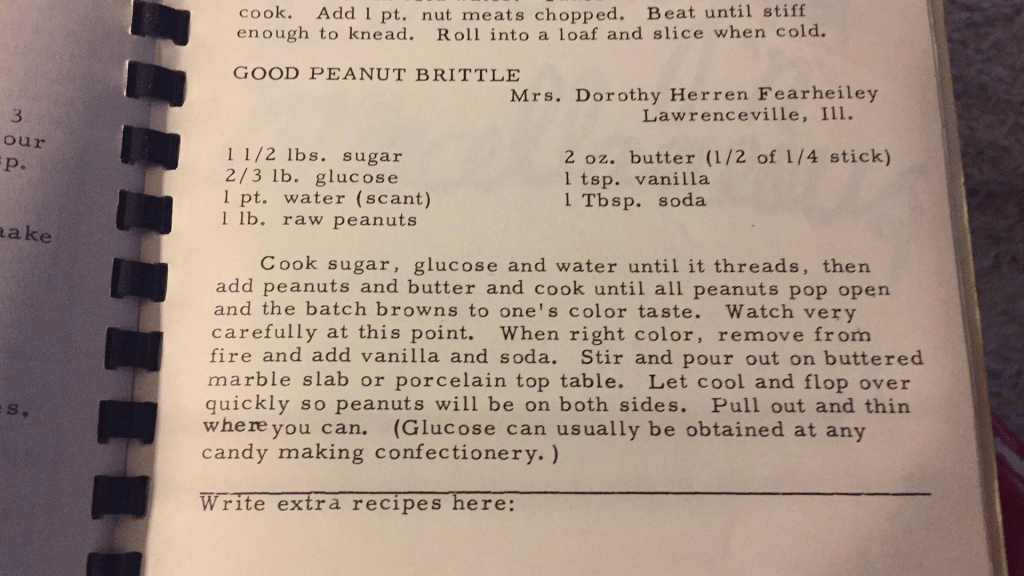 cook. Add 1 pt. nut meats chopped. Beat until stiff
enough to knead. Roll into a loaf and slice when cold.
GOOD PEANUT BRITTLE
Mrs. Dorothy Herren Fearheiley
Lawrenceville, Ill.
1 1/2 lbs. sugar
2/3 lb. glucose
1 pt. water (scant)
1 lb. raw peanuts
2 oz. butter (1/2 of 1/4 stick)
1 tsp. vanilla
1 Tbsp. soda
Cook sugar, glucose and water until it threads, then
add peanuts and butter and cook until all peanuts pop open
and the batch browns to one's color taste. Watch very
carefully at this point. When right color, remove from
fire and add vanilla and soda. Stir and pour out on buttered
marble slab or porcelain top table. Let cool and flop over
quickly so peanuts will be on both sides. Pull out and thin
where you can. (Glucose can usually be obtained at any
candy making confectionery.)
Write extra recipes here:
3